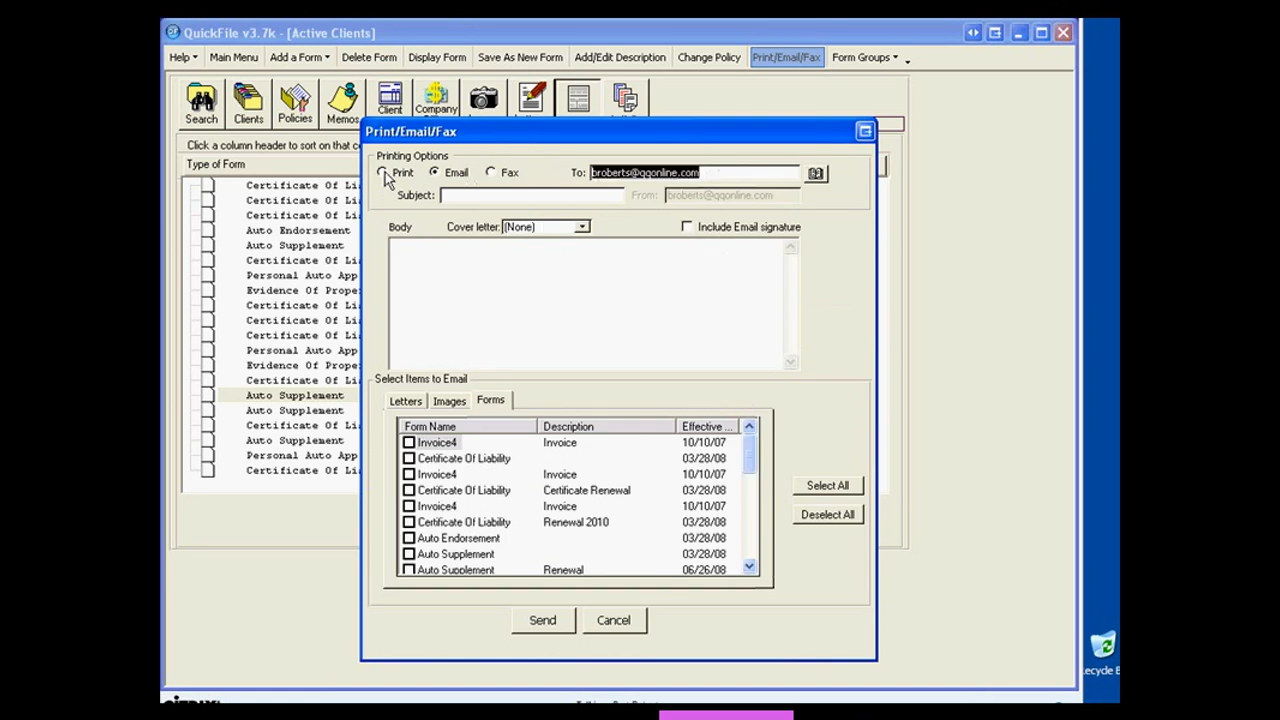 QuickFile v3.7k - [Active Clients]
Help Main Menu Add a Form Delete Form Display Form Save As New Form Add/Edit Description Change Policy Print/Email/Fax Form Groups
Search Clients Policies Memos Client Company
Click a column header to sort on that
Type of Form
Certificate Of Li
Certificate Of Li
Certificate Of Li
Auto Endorsement
Auto Supplement
Certificate Of Li
Personal Auto App
Evidence Of Prope
Certificate Of Li
Certificate Of Li
Certificate Of Li
Personal Auto App
Evidence Of Prope
Certificate Of Li
Auto Supplement
Auto Supplement
Certificate Of Li
Auto Supplement
Personal Auto App
Certificate Of Li
Print/Email/Fax
Printing Options
Print Email Fax To: broberts@qqonline.com
Subject: From: broberts@qqonline.com
Body Cover letter: (None) Include Email signature
Select Items to Email
Letters Images Forms
Form Name Description Effective ...
Invoice4 Invoice 10/10/07
Certificate Of Liability 03/28/08
Invoice4 Invoice 10/10/07
Certificate Of Liability Certificate Renewal 03/28/08
Invoice4 Invoice 10/10/07
Certificate Of Liability Renewal 2010 03/28/08
Auto Endorsement 03/28/08
Auto Supplement 03/28/08
Auto Supplement Renewal 06/26/08
Select All
Deselect All
Send Cancel
ecycle B